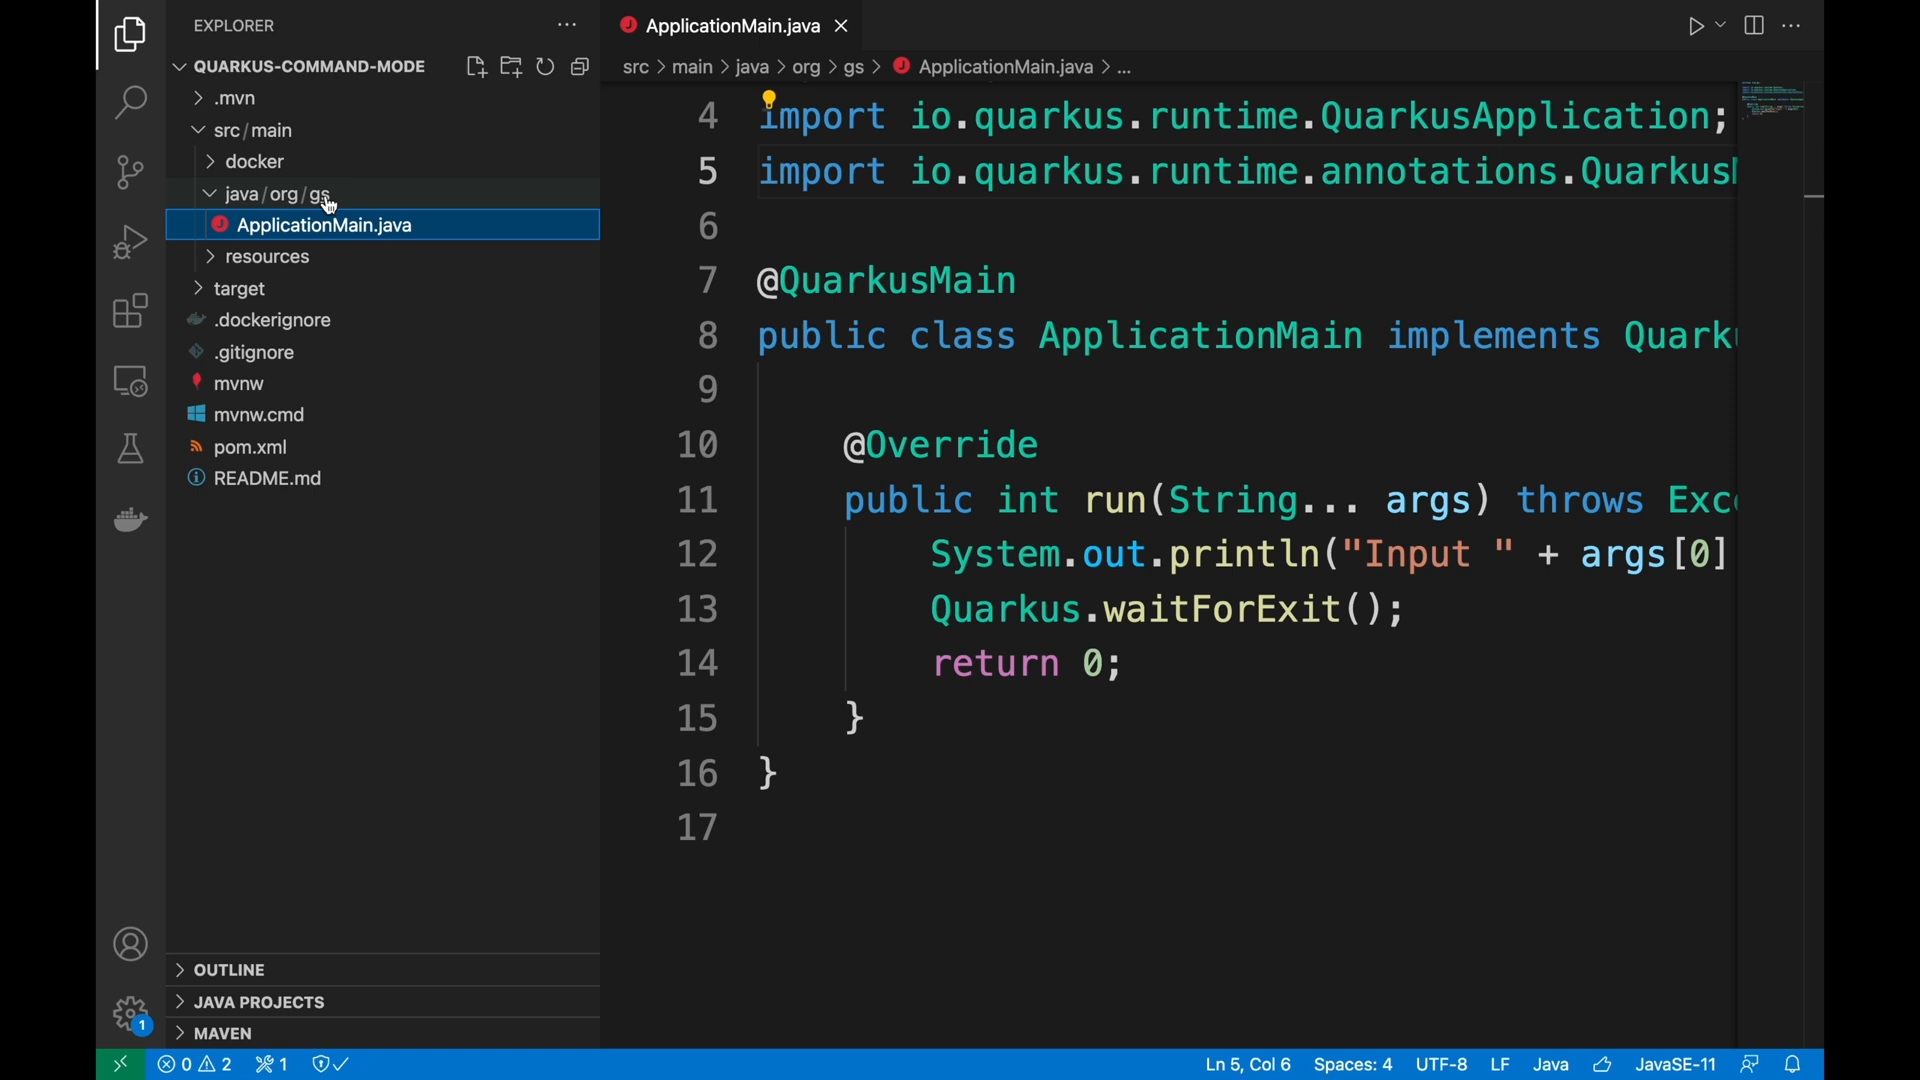 EXPLORER
QUARKUS-COMMAND-MODE
.mvn
src/main
docker
java/org/gs
ApplicationMain.java
resources
target
.dockerignore
.gitignore
mvnw
mvnw.cmd
pom.xml
README.md
OUTLINE
JAVA PROJECTS
MAVEN
1
ApplicationMain.java
src > main > java > org > gs > ApplicationMain.java > ...
4 import io.quarkus.runtime.QuarkusApplication;
5 import io.quarkus.runtime.annotations.Quarkus
6
7 @QuarkusMain
8 public class ApplicationMain implements Quark
9
10 @Override
11 public int run(String... args) throws Exc
12 System.out.println("Input " + args[0]
13 Quarkus.waitForExit();
14 return 0;
15 }
16 }
17
0 2 1 Ln 5, Col 6 Spaces: 4 UTF-8 LF Java JavaSE-11